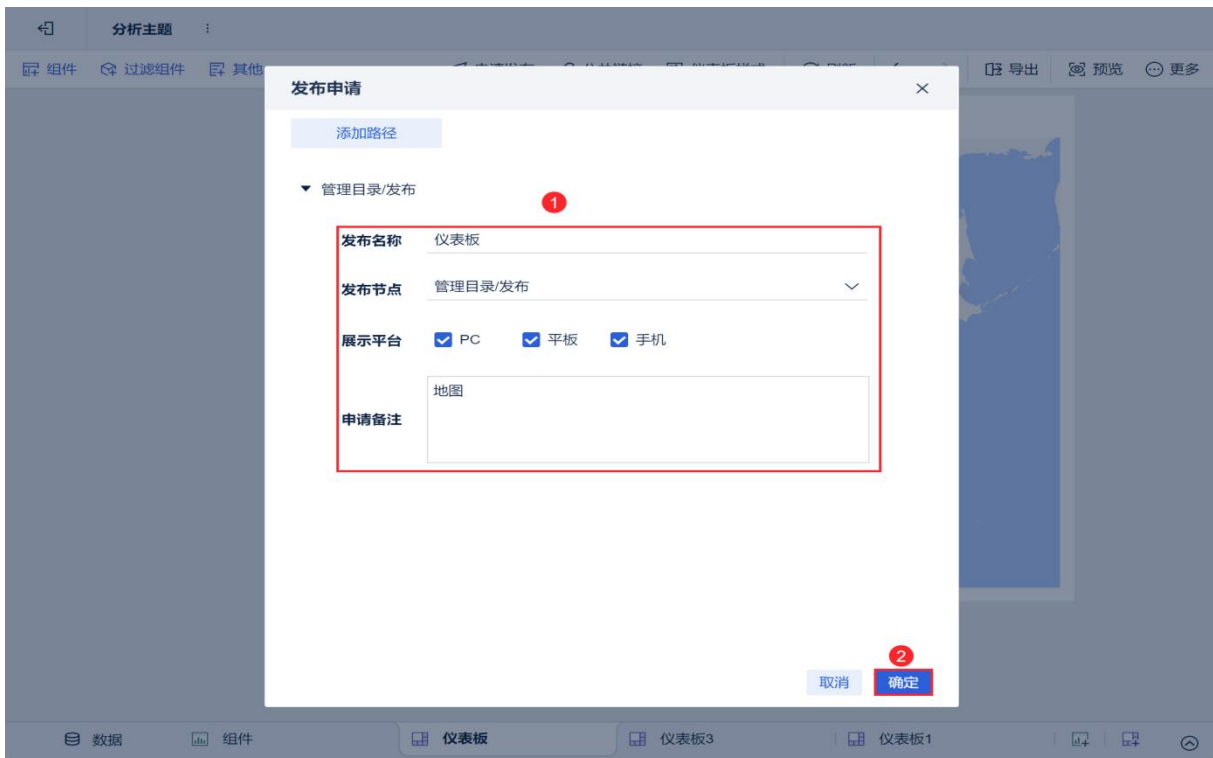 分析主题
组件 过滤组件 其他 导出 预览 更多
发布申请
添加路径
管理目录/发布
1
发布名称 仪表板
发布节点 管理目录/发布
展示平台 PC 平板 手机
地图
申请备注
2
取消 确定
数据 组件 仪表板 仪表板3 仪表板1